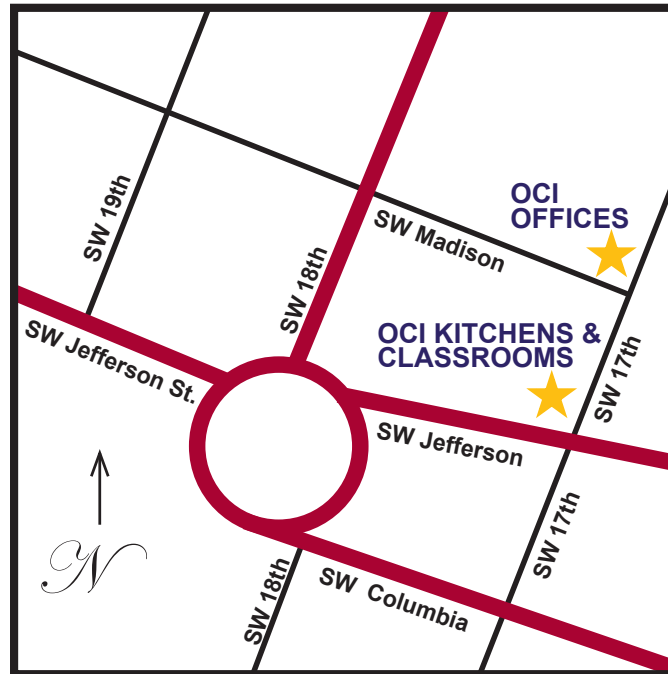 OCI
OFFICES
SW 19th
SW Madison
SW 18th
OCI KITCHENS &
CLASSROOMS
SW Jefferson St.
SW 17th
SW Jefferson
N
SW 17th
SW 18th
SW Columbia